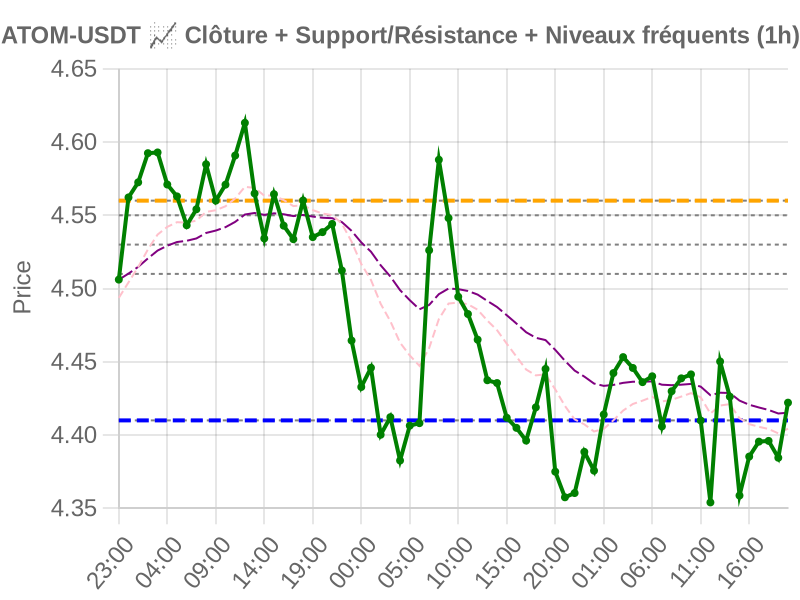 ATOM-USDT 📈 Clôture + Support/Résistance + Niveaux fréquents (1h)
4.65
4.60
4.55
4.50
4.45
4.40
4.35
Price
23:00 04:00 09:00 14:00 19:00 00:00 05:00 10:00 15:00 20:00 01:00 06:00 11:00 16:00